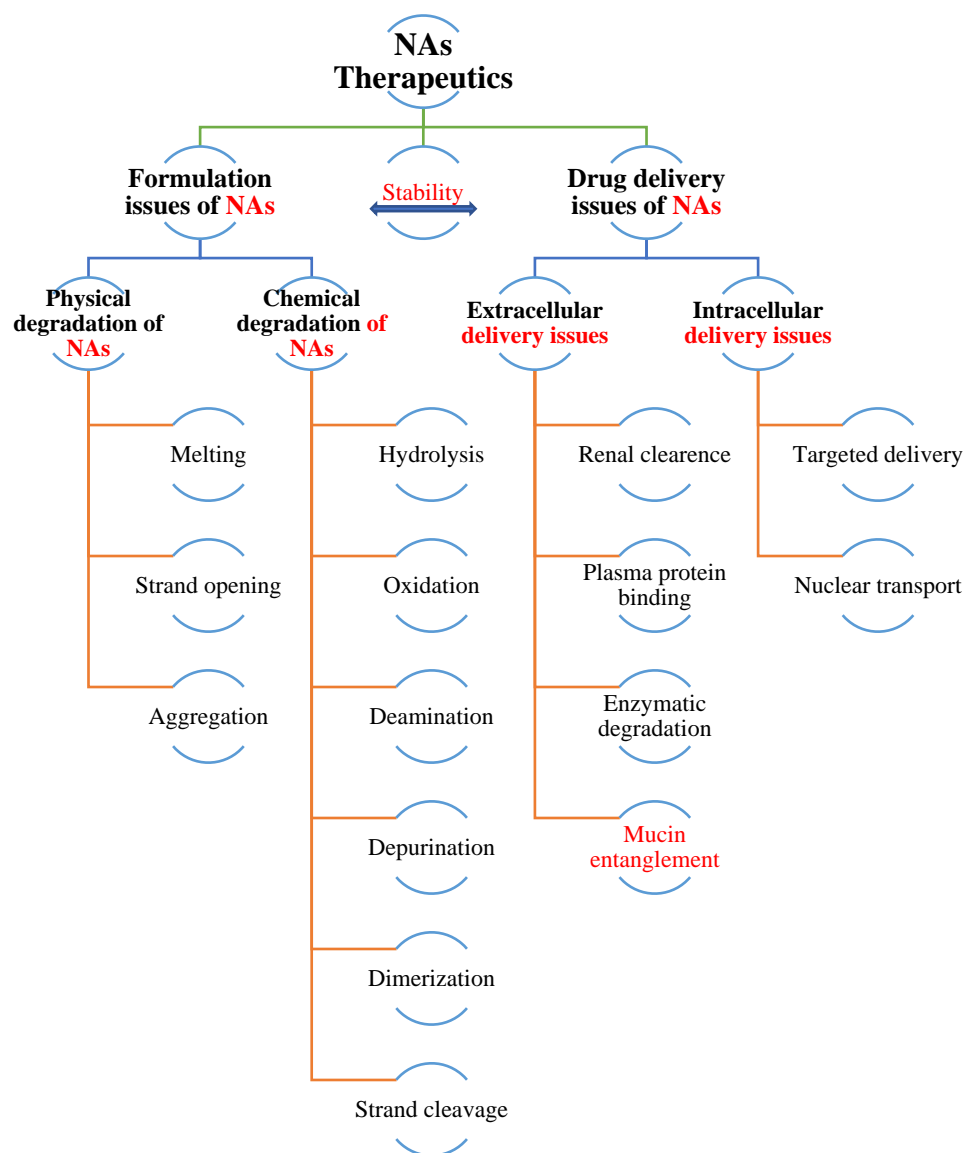 NAs
Therapeutics
Formulation
issues of NAs
Stability
Drug delivery
issues of NAs
Physical
degradation of
NAs
Chemical
degradation of
NAs
Extracellular
delivery issues
Intracellular
delivery issues
Melting
Strand opening
Aggregation
Hydrolysis
Oxidation
Deamination
Depurination
Dimerization
Strand cleavage
Renal clearence
Plasma protein
binding
Enzymatic
degradation
Mucin
entanglement
Targeted delivery
Nuclear transport